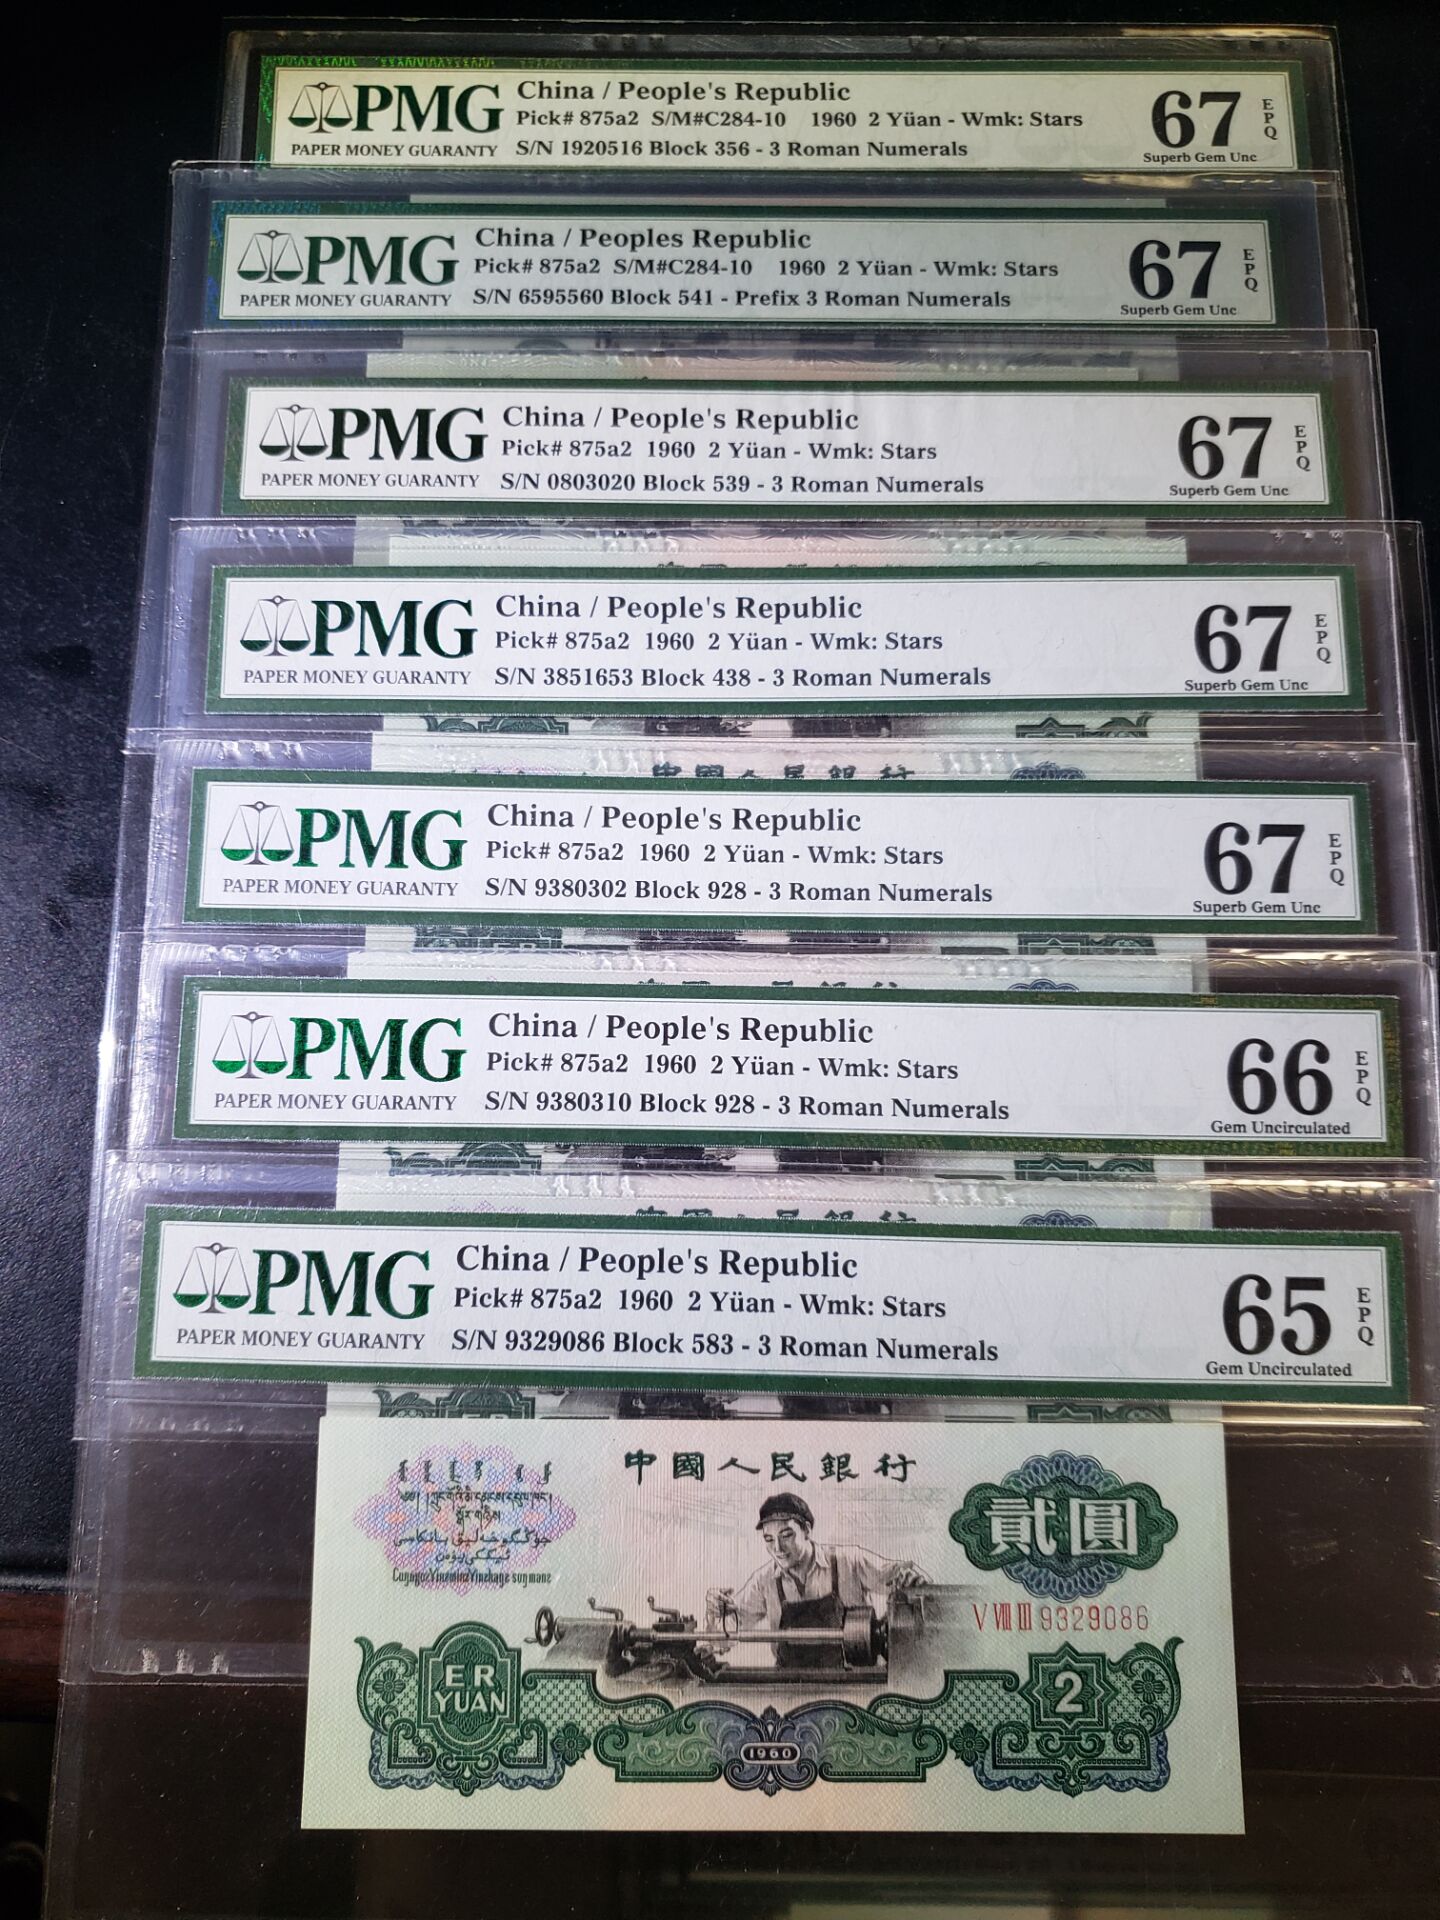 PMG
PAPER MONEY GUARANTY
China / People's Republic
Pick# 875a2 S/M#C284-10 1960 2 Yüan - Wmk: Stars
S/N 1920516 Block 356 - 3 Roman Numerals
67
EPQ
Superb Gem Unc
PMG
PAPER MONEY GUARANTY
China / Peoples Republic
Pick# 875a2 S/M#C284-10 1960 2 Yüan - Wmk: Stars
S/N 6595560 Block 541 - Prefix 3 Roman Numerals
67
EPQ
Superb Gem Unc
PMG
PAPER MONEY GUARANTY
China / People's Republic
Pick# 875a2 1960 2 Yüan - Wmk: Stars
S/N 0803020 Block 539 - 3 Roman Numerals
67
EPQ
Superb Gem Unc
PMG
PAPER MONEY GUARANTY
China / People's Republic
Pick# 875a2 1960 2 Yüan - Wmk: Stars
S/N 3851653 Block 438 - 3 Roman Numerals
67
EPQ
Superb Gem Unc
中國人民銀行
PMG
PAPER MONEY GUARANTY
China / People's Republic
Pick# 875a2 1960 2 Yüan - Wmk: Stars
S/N 9380302 Block 928 - 3 Roman Numerals
67
EPQ
Superb Gem Unc
PMG
PAPER MONEY GUARANTY
China / People's Republic
Pick# 875a2 1960 2 Yüan - Wmk: Stars
S/N 9380310 Block 928 - 3 Roman Numerals
66
EPQ
Gem Uncirculated
PMG
PAPER MONEY GUARANTY
China / People's Republic
Pick# 875a2 1960 2 Yüan - Wmk: Stars
S/N 9329086 Block 583 - 3 Roman Numerals
65
EPQ
Gem Uncirculated
中國人民銀行
貳圓
V VIII III 9329086
ER
YUAN
2
1960